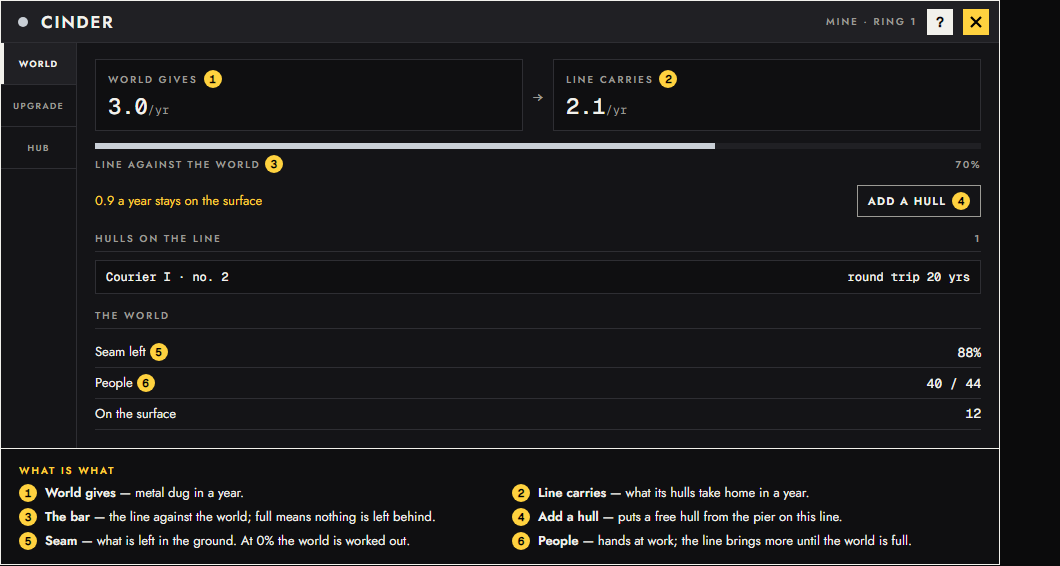 CINDER
MINE · RING 1
?
✕
WORLD
UPGRADE
HUB
WORLD GIVES 1
3.0/yr
→
LINE CARRIES 2
2.1/yr
LINE AGAINST THE WORLD 3
70%
0.9 a year stays on the surface
ADD A HULL 4
HULLS ON THE LINE
1
Courier I · no. 2
round trip 20 yrs
THE WORLD
Seam left 5
88%
People 6
40 / 44
On the surface
12
WHAT IS WHAT
1 World gives — metal dug in a year.
2 Line carries — what its hulls take home in a year.
3 The bar — the line against the world; full means nothing is left behind.
4 Add a hull — puts a free hull from the pier on this line.
5 Seam — what is left in the ground. At 0% the world is worked out.
6 People — hands at work; the line brings more until the world is full.